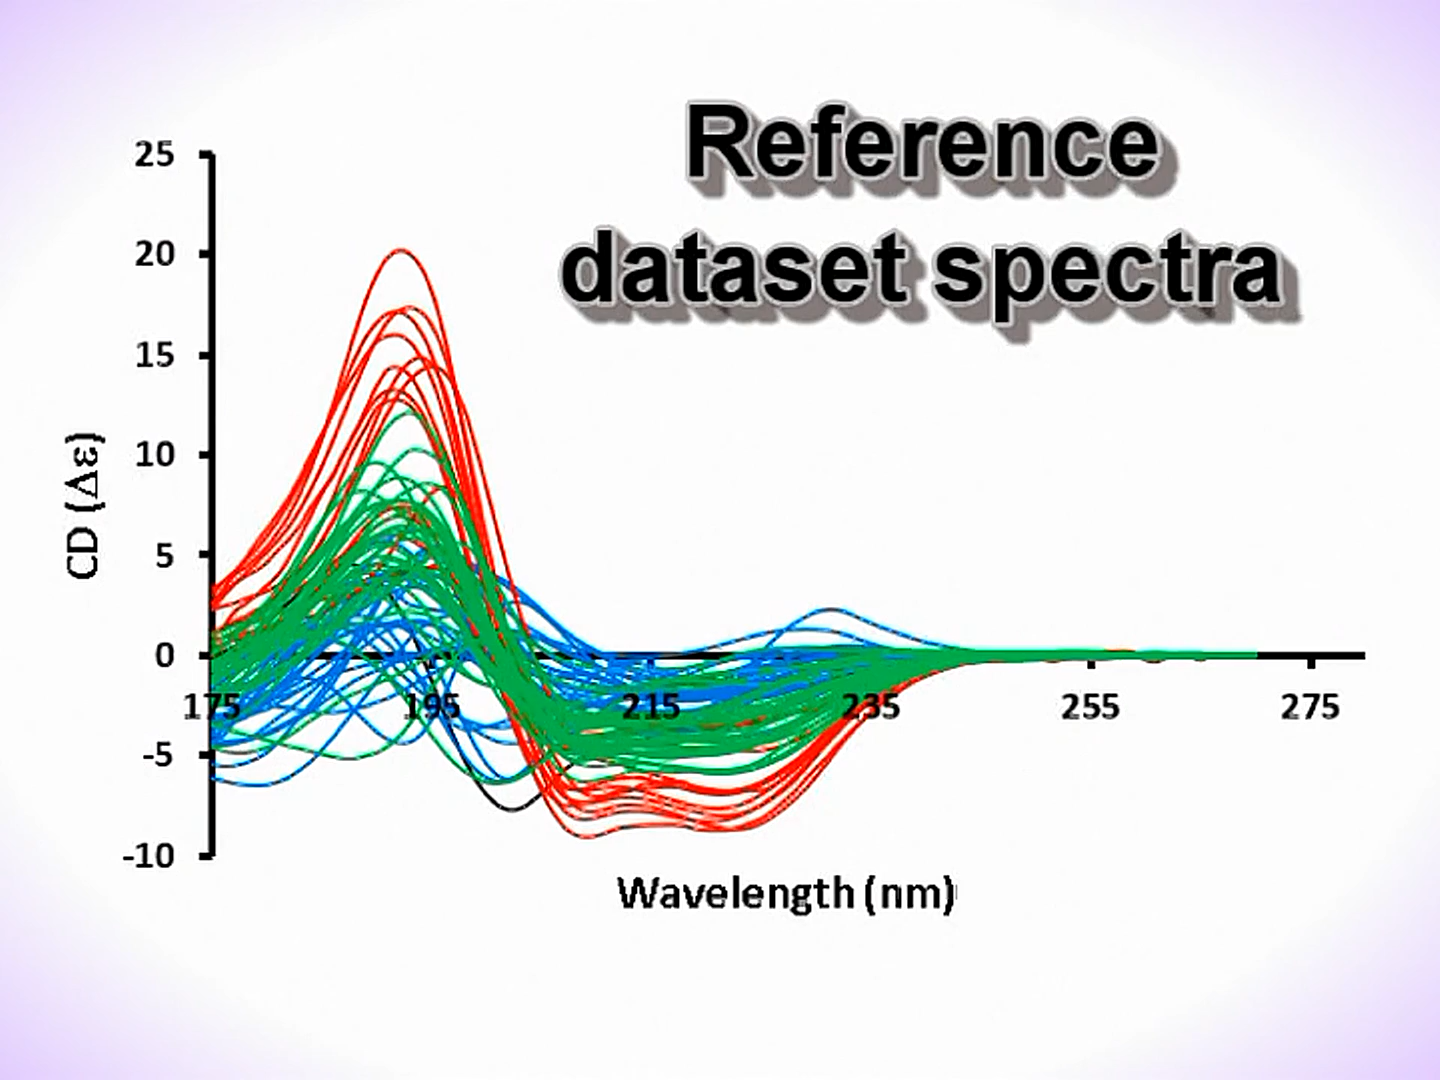 Reference
dataset spectra
25
20
15
10
5
0
-5
-10
CD (Δε)
175 195 215 235 255 275
Wavelength (nm)